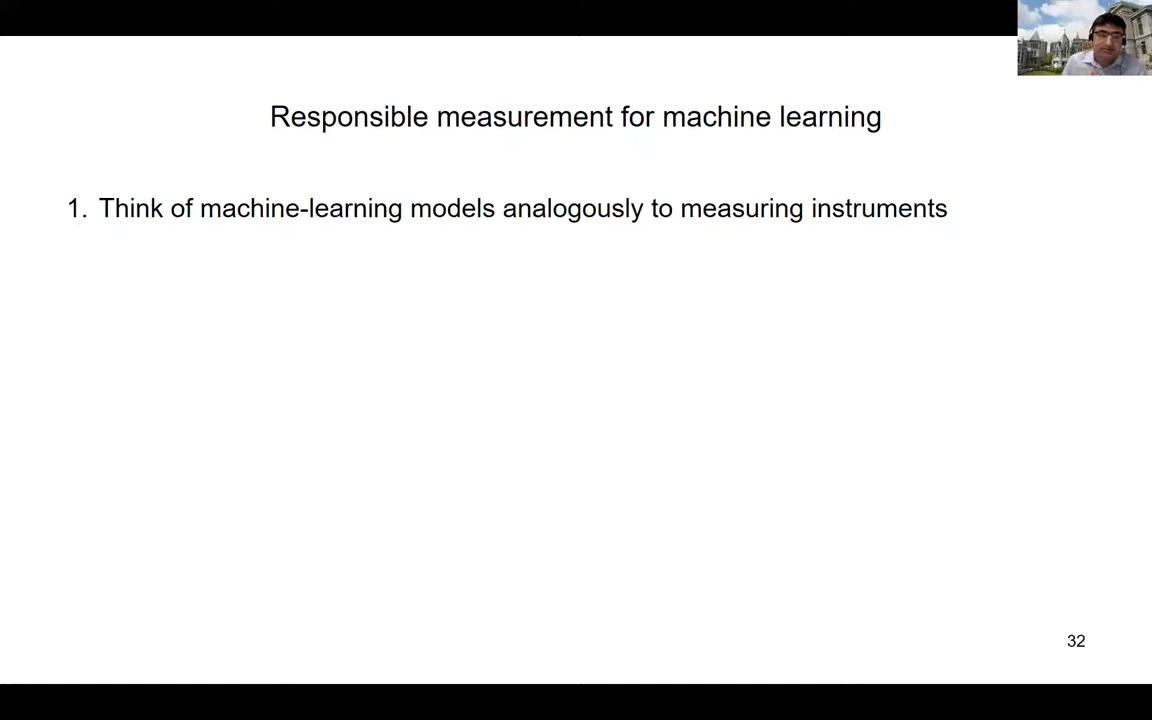 Responsible measurement for machine learning
1. Think of machine-learning models analogously to measuring instruments
32